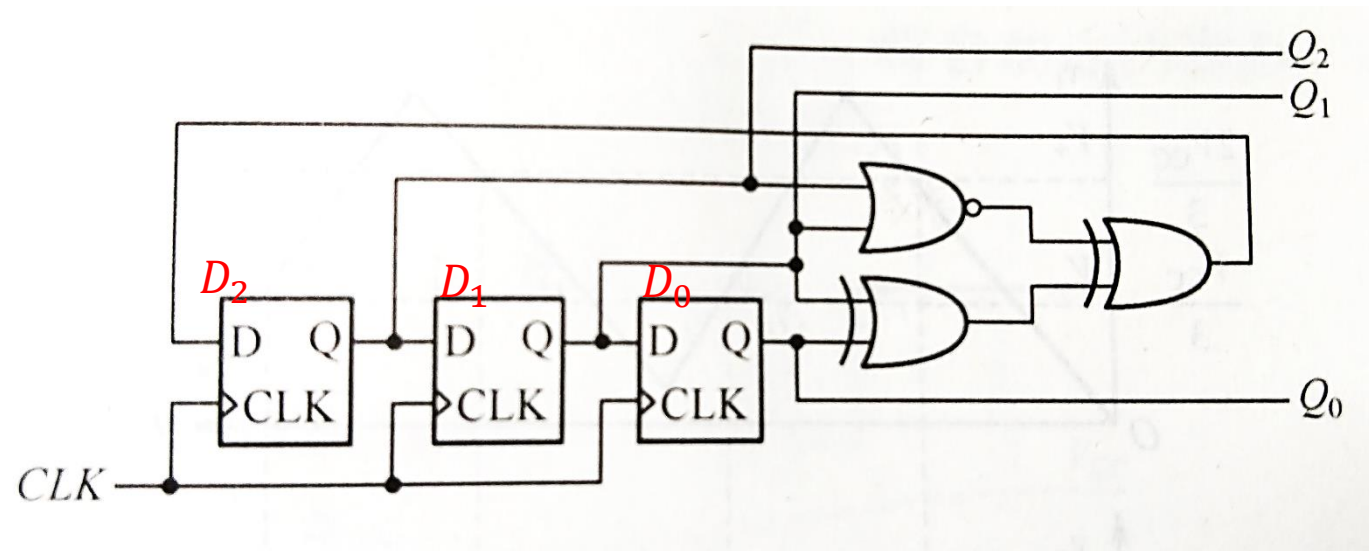 Q₂
Q₁
D₂ D₁ D₀
D Q D Q D Q
CLK CLK CLK
Q₀
CLK